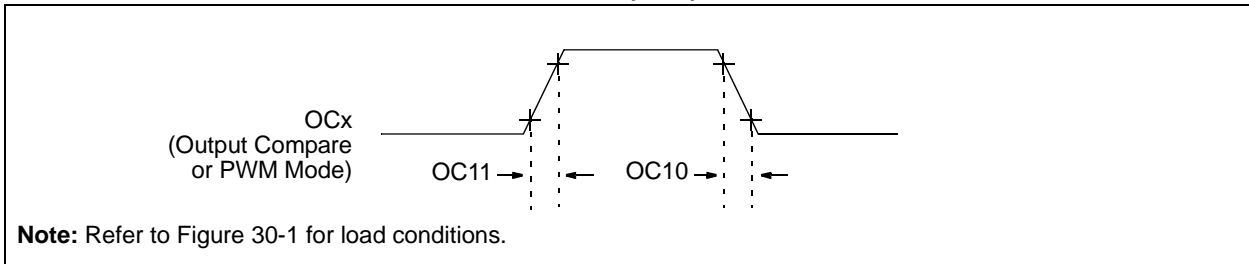 OCx
(Output Compare
or PWM Mode)
OC11
OC10
Note: Refer to Figure 30-1 for load conditions.